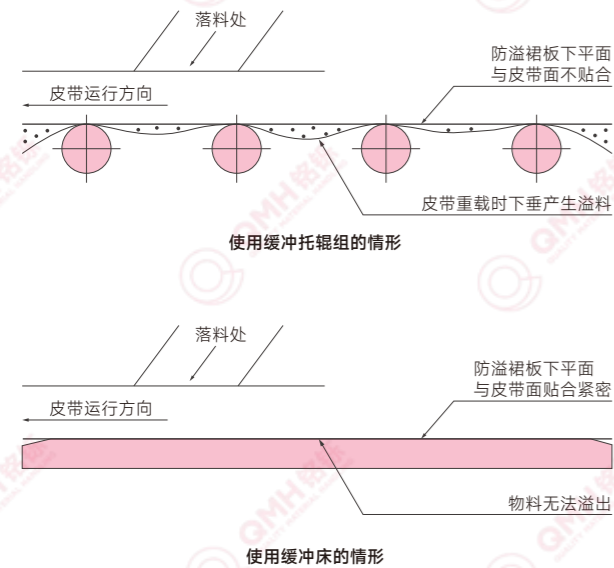 落料处
防溢裙板下平面
与皮带面不贴合
皮带运行方向
皮带重载时下垂产生溢料
使用缓冲托辊组的情形
落料处
防溢裙板下平面
与皮带面贴合紧密
皮带运行方向
物料无法溢出
使用缓冲床的情形